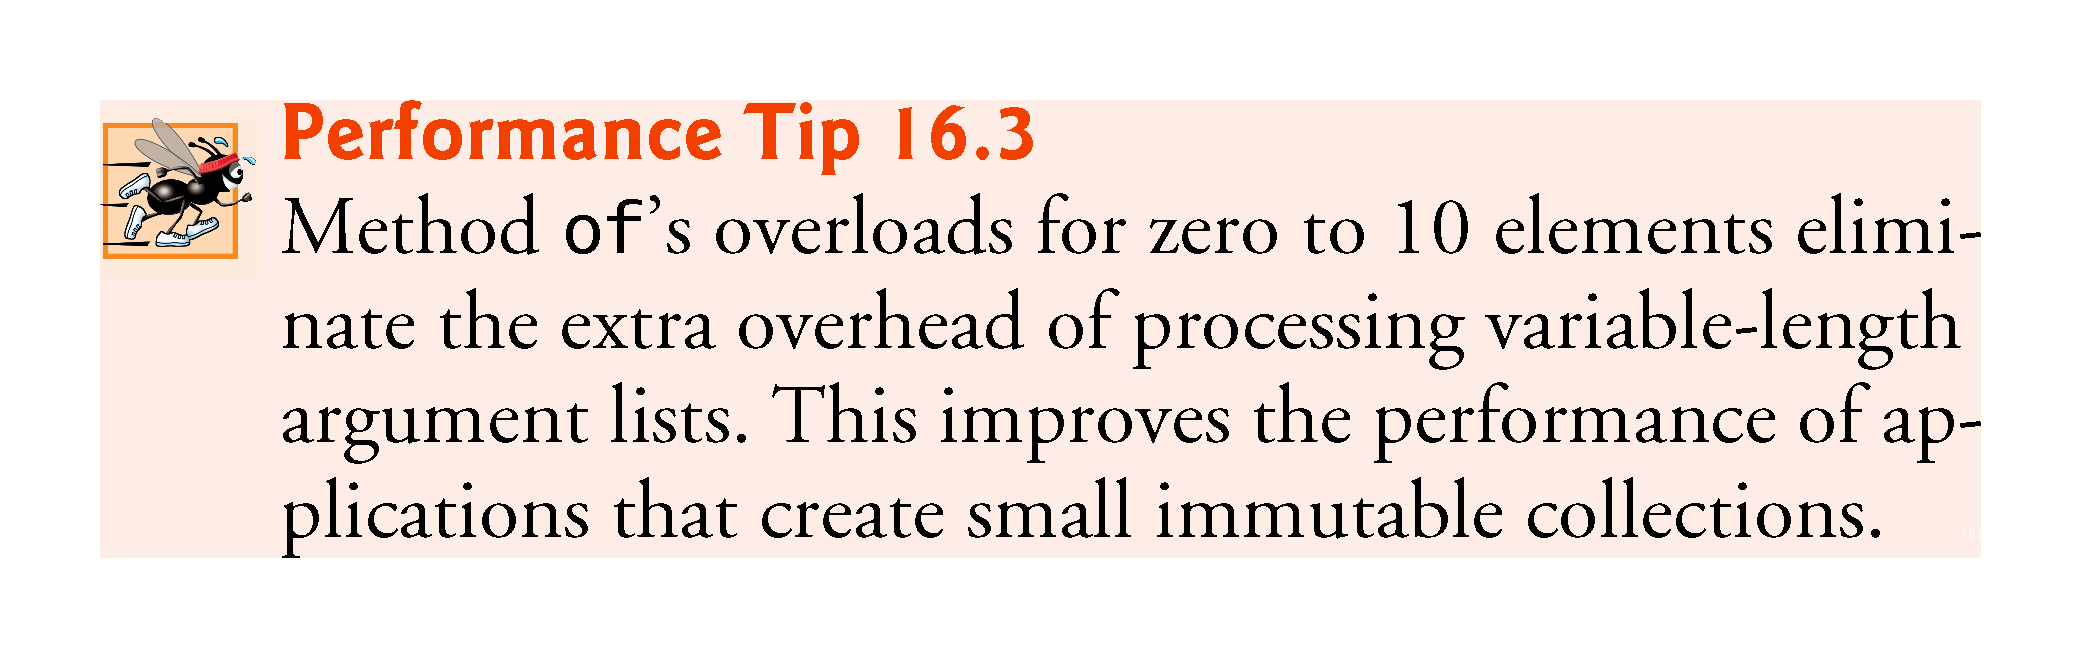 Performance Tip 16.3
Method of’s overloads for zero to 10 elements elimi-
nate the extra overhead of processing variable-length
argument lists. This improves the performance of ap-
plications that create small immutable collections.